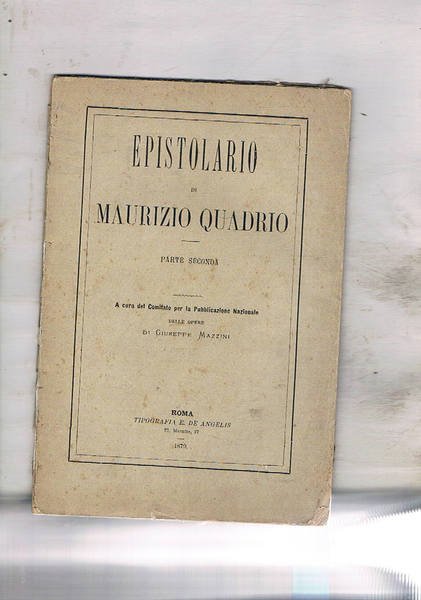 EPISTOLARIO
DI
MAURIZIO QUADRIO
PARTE SECONDA
A cura del Comitato per la Pubblicazione Nazionale
DELLE OPERE
DI GIUSEPPE MAZZINI
ROMA
TIPOGRAFIA E. DE ANGELIS
1879